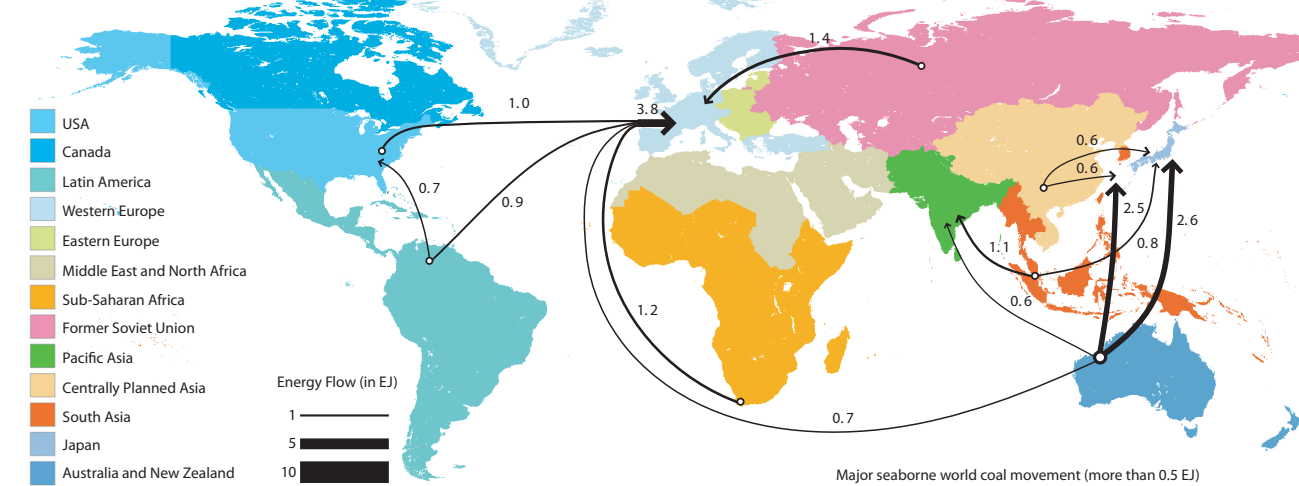 1.4
1.0
3.8
0.6
0.6
0.7
0.9
2.5
2.6
1.1
0.8
0.6
1.2
0.7
USA
Canada
Latin America
Western Europe
Eastern Europe
Middle East and North Africa
Sub-Saharan Africa
Former Soviet Union
Pacific Asia
Centrally Planned Asia
South Asia
Japan
Australia and New Zealand
Energy Flow (in EJ)
1
5
10
Major seaborne world coal movement (more than 0.5 EJ)